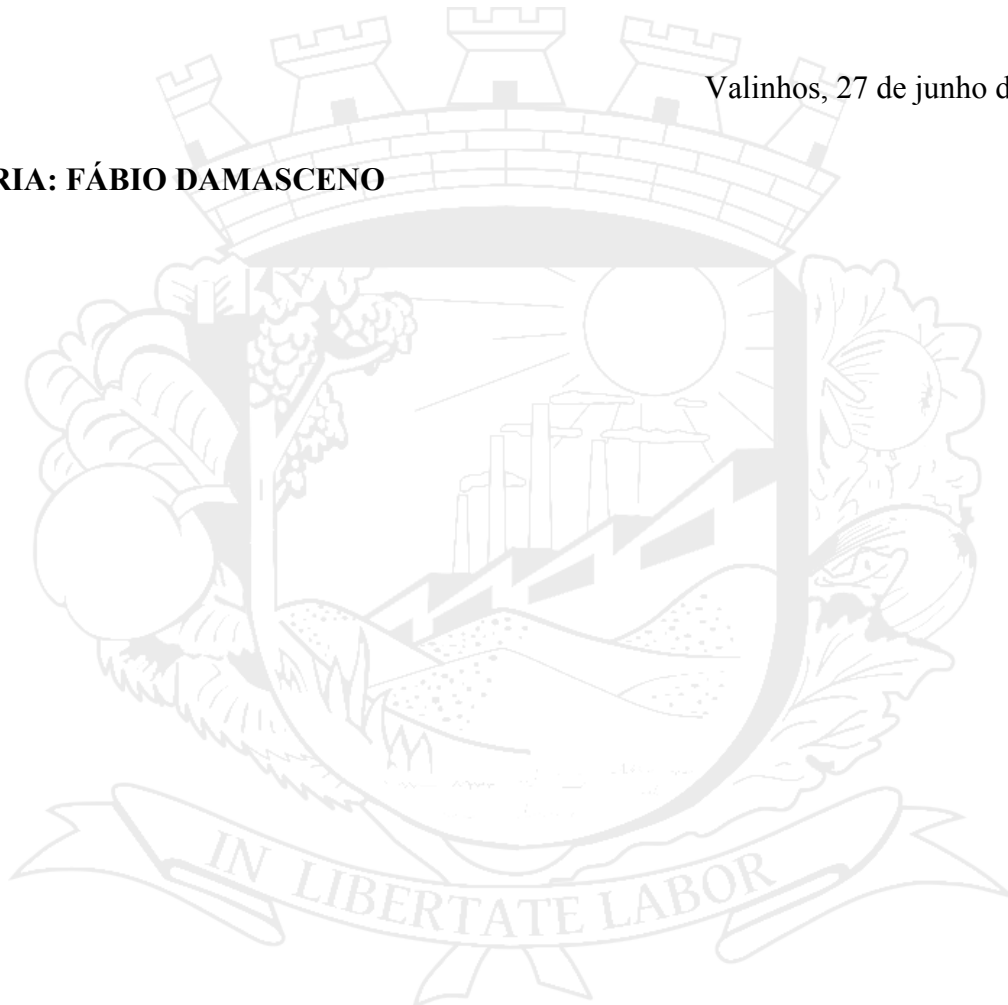 Valinhos, 27 de junho d
RIA: FÁBIO DAMASCENO
IN LIBERTATE LABOR